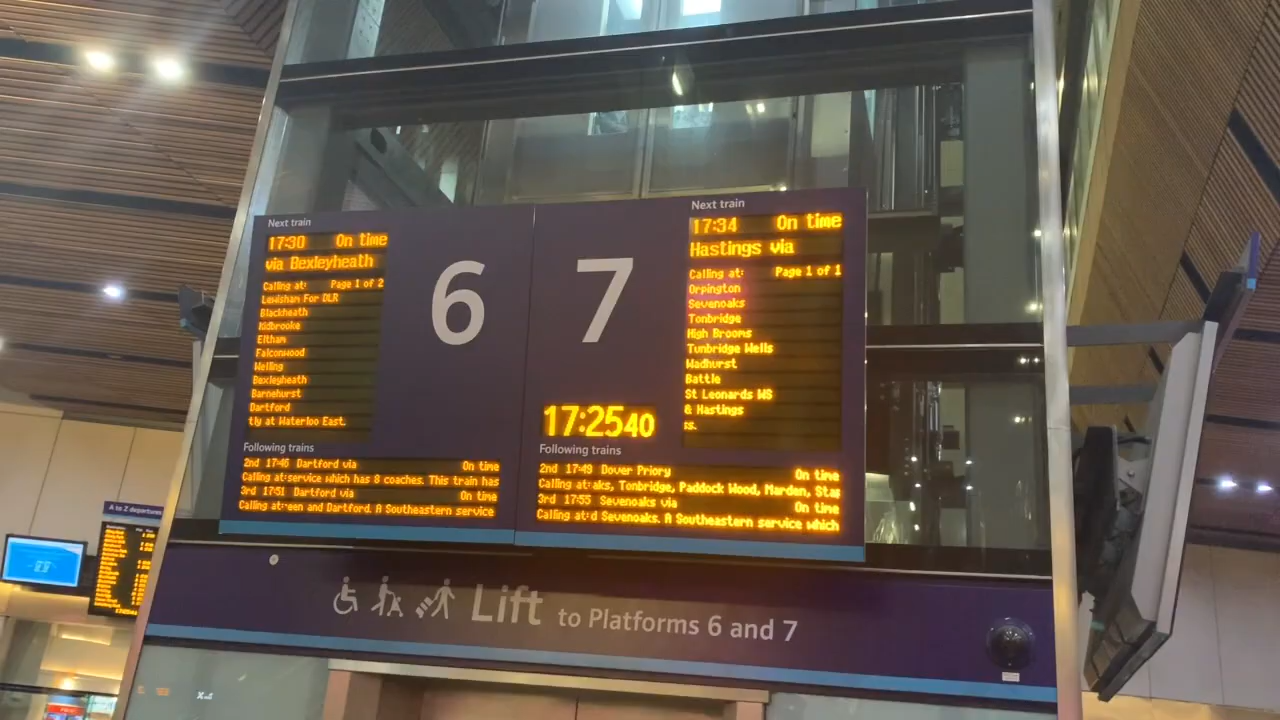 Next train
17:30 On time
via Bexleyheath
Calling at: Page 1 of 2
Lewisham For DLR
Blackheath
Kidbrooke
Eltham
Falconwood
Welling
Bexleyheath
Barnehurst
Dartford
tly at Waterloo East.
6
Following trains
2nd 17:46 Dartford via On time
Calling at:service which has 8 coaches. This train has
3rd 17:51 Dartford via On time
Calling at:een and Dartford. A Southeastern service
7
Next train
17:34 On time
Hastings via
Calling at: Page 1 of 1
Orpington
Sevenoaks
Tonbridge
High Brooms
Tunbridge Wells
Wadhurst
Battle
St Leonards WS
& Hastings
ss.
17:25 40
Following trains
2nd 17:49 Dover Priory On time
Calling at:aks, Tonbridge, Paddock Wood, Marden, Stap
3rd 17:55 Sevenoaks via On time
Calling at:d Sevenoaks. A Southeastern service which
Lift to Platforms 6 and 7
A to Z departures